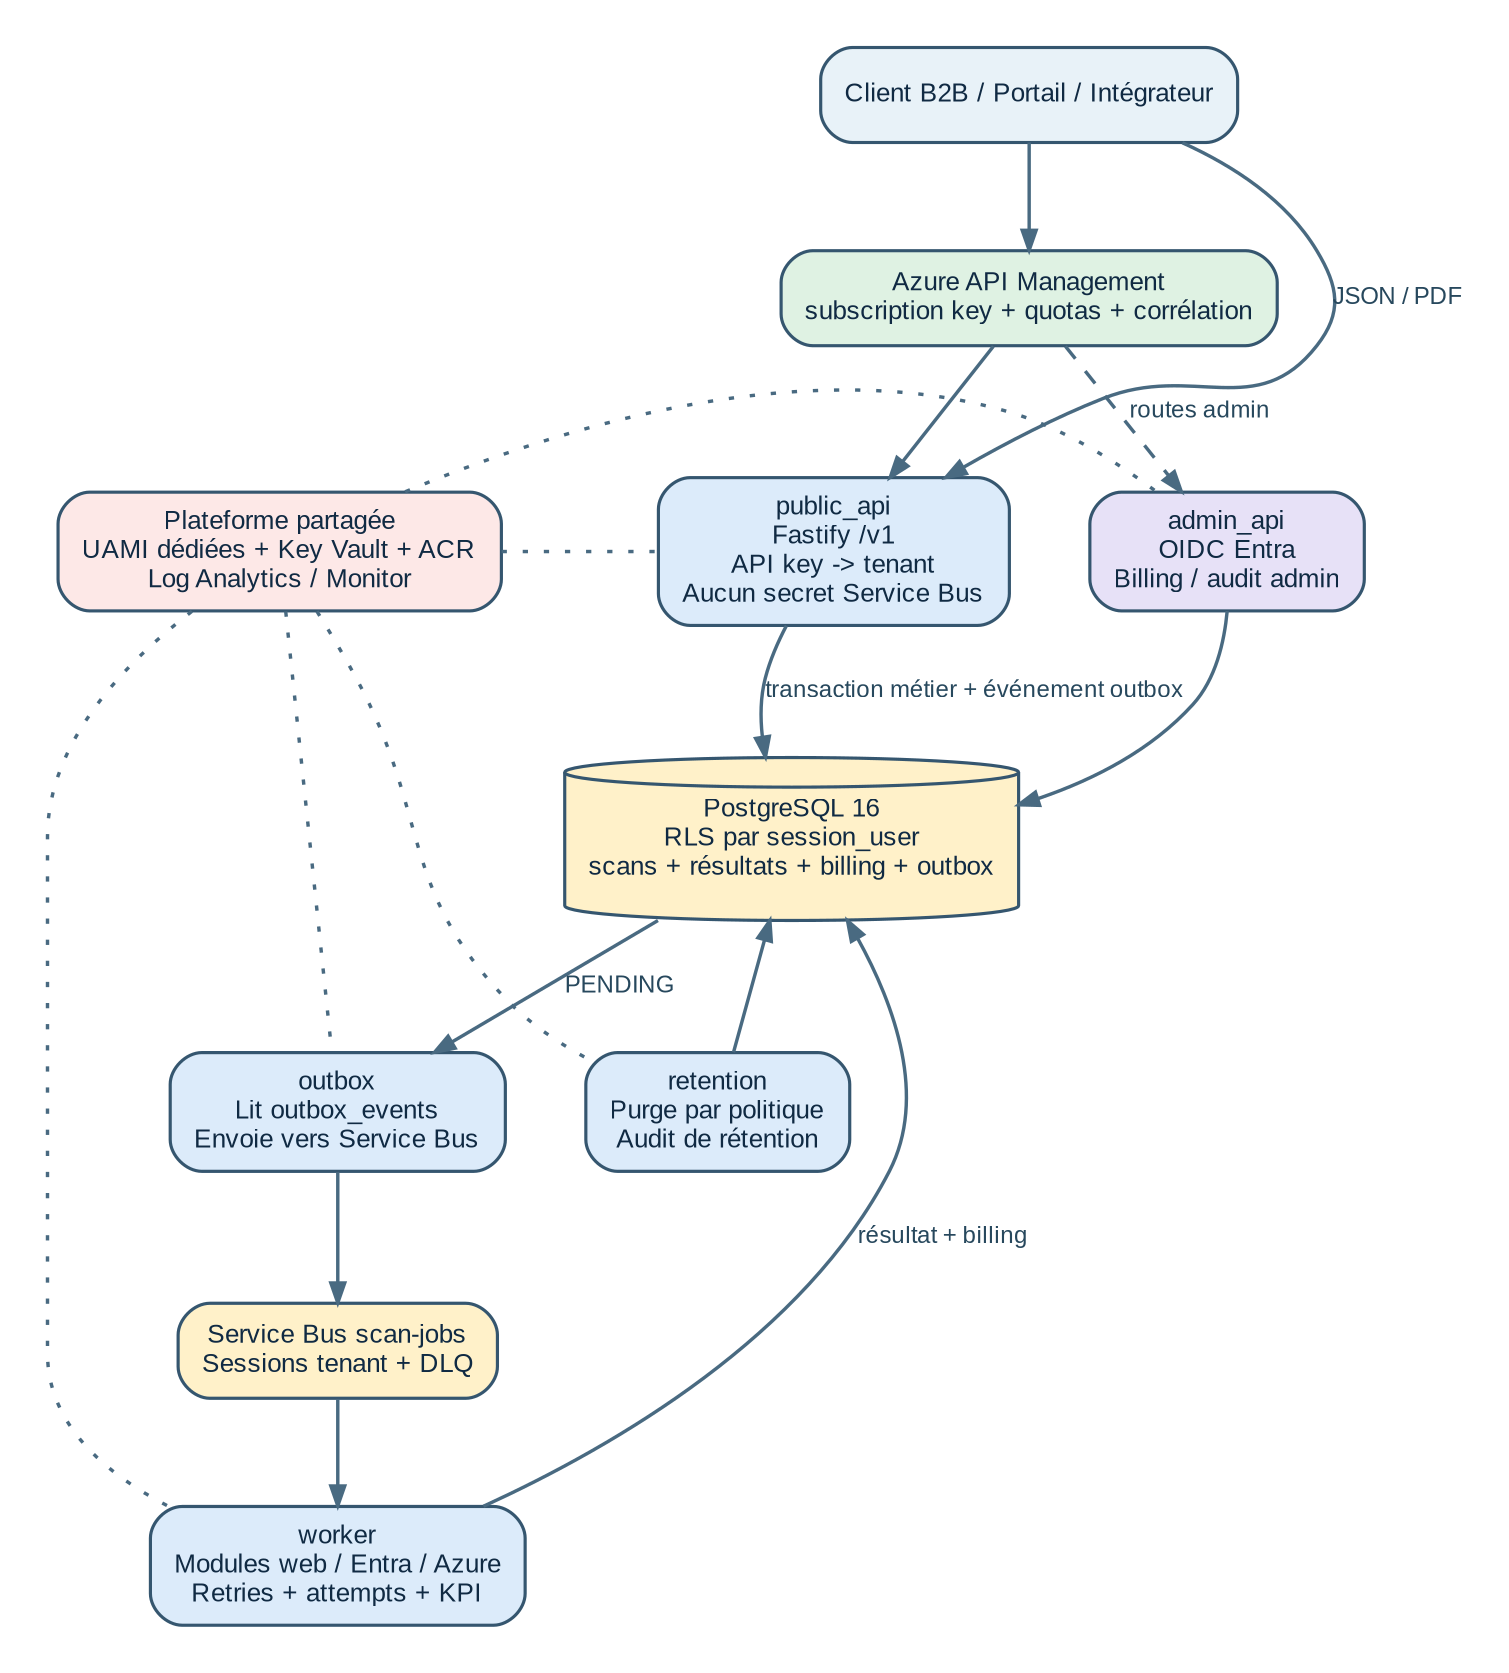 Client B2B / Portail / Intégrateur
Azure API Management
subscription key + quotas + corrélation
JSON / PDF
routes admin
Plateforme partagée
UAMI dédiées + Key Vault + ACR
Log Analytics / Monitor
public_api
Fastify /v1
API key -> tenant
Aucun secret Service Bus
admin_api
OIDC Entra
Billing / audit admin
transaction métier + événement outbox
PostgreSQL 16
RLS par session_user
scans + résultats + billing + outbox
PENDING
outbox
Lit outbox_events
Envoie vers Service Bus
retention
Purge par politique
Audit de rétention
résultat + billing
Service Bus scan-jobs
Sessions tenant + DLQ
worker
Modules web / Entra / Azure
Retries + attempts + KPI